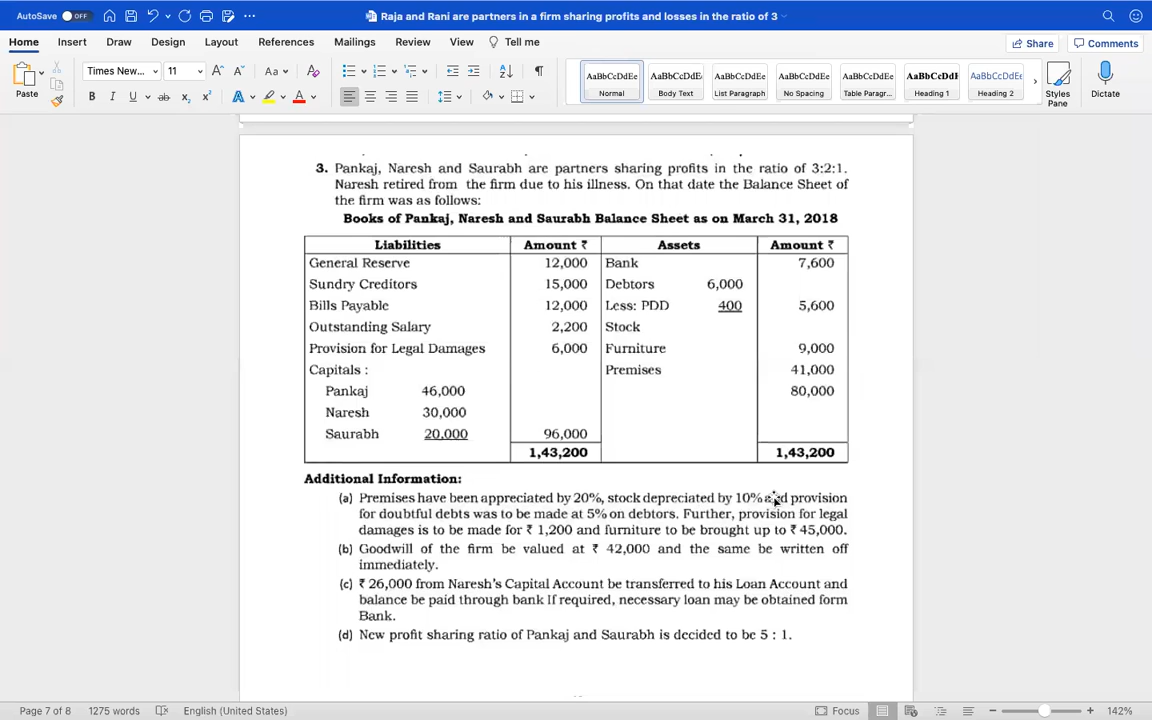 AutoSave OFF
Raja and Rani are partners in a firm sharing profits and losses in the ratio of 3
Home Insert Draw Design Layout References Mailings Review View Tell me
Share Comments
Paste
Times New... 11
Aa
B I U ab x₂ x²
A A
AaBbCcDdEe AaBbCcDdEe AaBbCcDdEe AaBbCcDdEe AaBbCcDdEe AaBbCcDdE AaBbCcDdEe
Normal Body Text List Paragraph No Spacing Table Paragr... Heading 1 Heading 2
Styles Pane
Dictate
3. Pankaj, Naresh and Saurabh are partners sharing profits in the ratio of 3:2:1.
Naresh retired from the firm due to his illness. On that date the Balance Sheet of
the firm was as follows:
Books of Pankaj, Naresh and Saurabh Balance Sheet as on March 31, 2018
Liabilities Amount ₹ Assets Amount ₹
General Reserve 12,000 Bank 7,600
Sundry Creditors 15,000 Debtors 6,000
Bills Payable 12,000 Less: PDD 400 5,600
Outstanding Salary 2,200 Stock
Provision for Legal Damages 6,000 Furniture 9,000
Capitals : Premises 41,000
Pankaj 46,000 80,000
Naresh 30,000
Saurabh 20,000 96,000
1,43,200 1,43,200
Additional Information:
(a) Premises have been appreciated by 20%, stock depreciated by 10% and provision
for doubtful debts was to be made at 5% on debtors. Further, provision for legal
damages is to be made for ₹ 1,200 and furniture to be brought up to ₹ 45,000.
(b) Goodwill of the firm be valued at ₹ 42,000 and the same be written off
immediately.
(c) ₹ 26,000 from Naresh's Capital Account be transferred to his Loan Account and
balance be paid through bank If required, necessary loan may be obtained form
Bank.
(d) New profit sharing ratio of Pankaj and Saurabh is decided to be 5 : 1.
Page 7 of 8 1275 words English (United States) Focus 142%